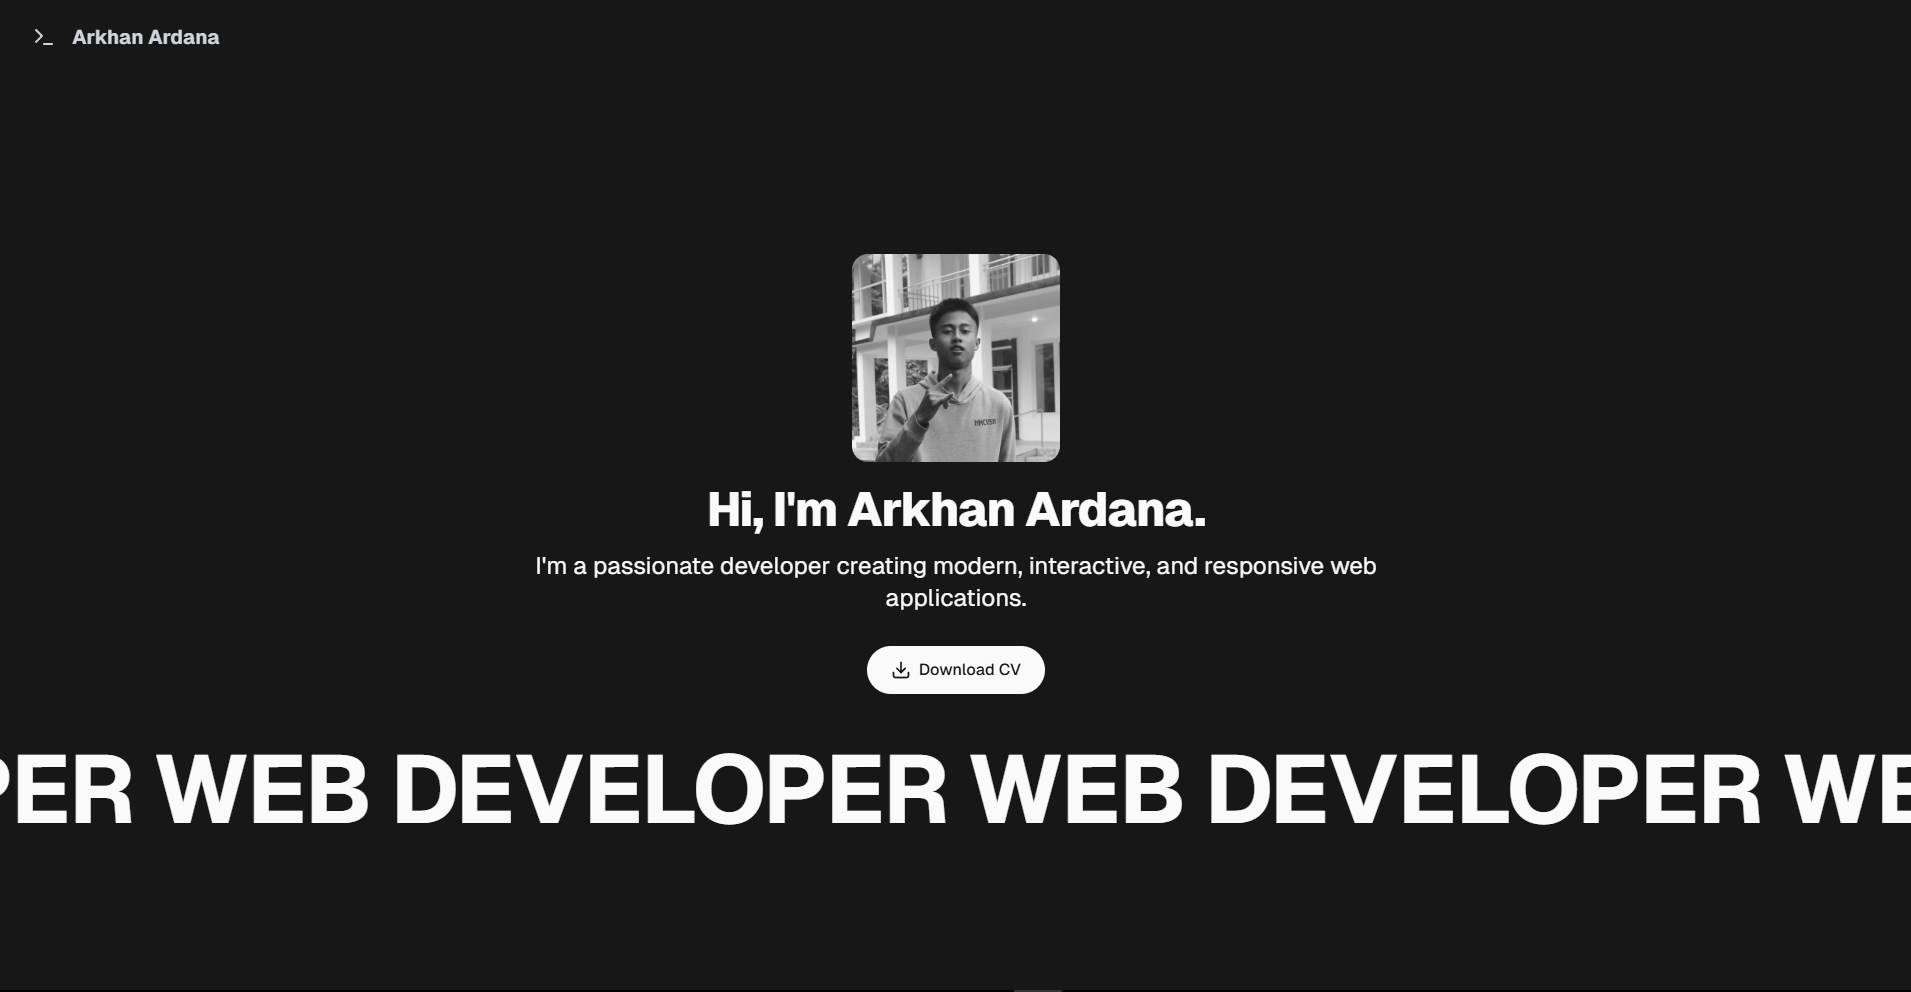 Arkhan Ardana
Hi, I'm Arkhan Ardana.
I'm a passionate developer creating modern, interactive, and responsive web
applications.
Download CV
PER WEB DEVELOPER WEB DEVELOPER WE